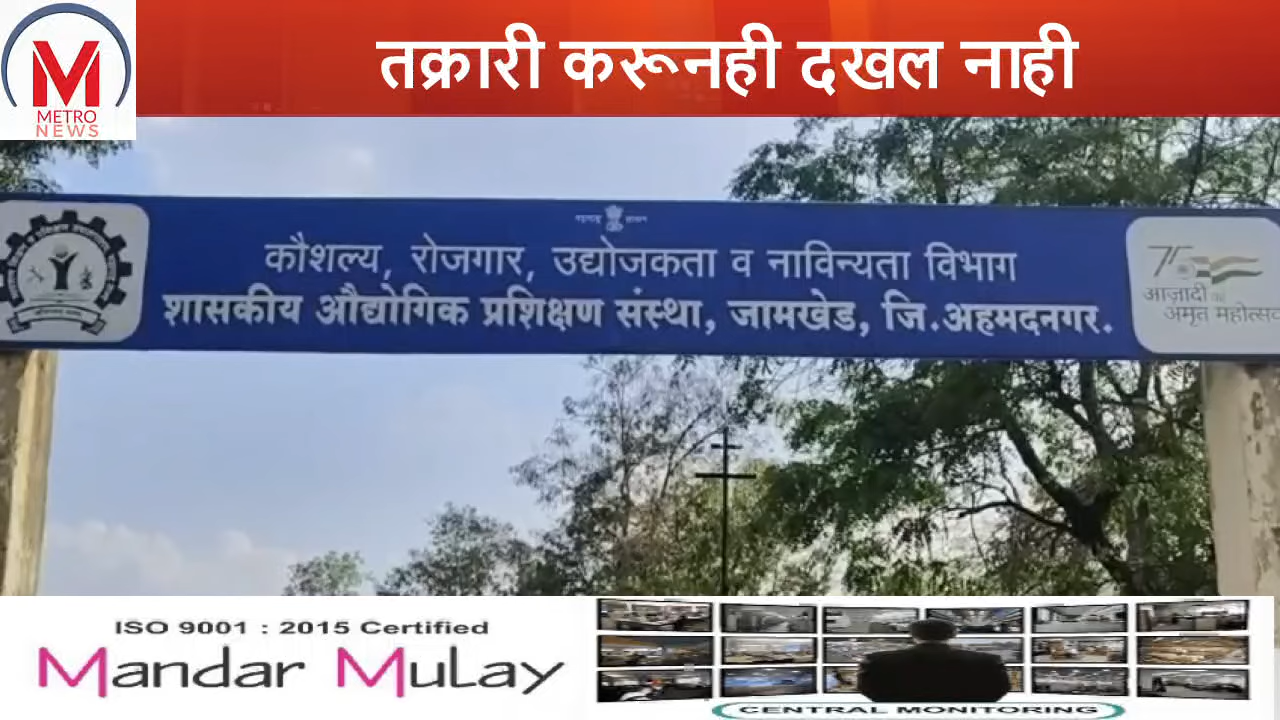 तक्रारी करूनही दखल नाही
M
METRO
NEWS
कौशल्य, रोजगार, उद्योजकता व नाविन्यता विभाग
शासकीय औद्योगिक प्रशिक्षण संस्था, जामखेड, जि.अहमदनगर.
75
आज़ादी का
अमृत महोत्सव
ISO 9001 : 2015 Certified
Mandar MuLay
CENTRAL MONITORING